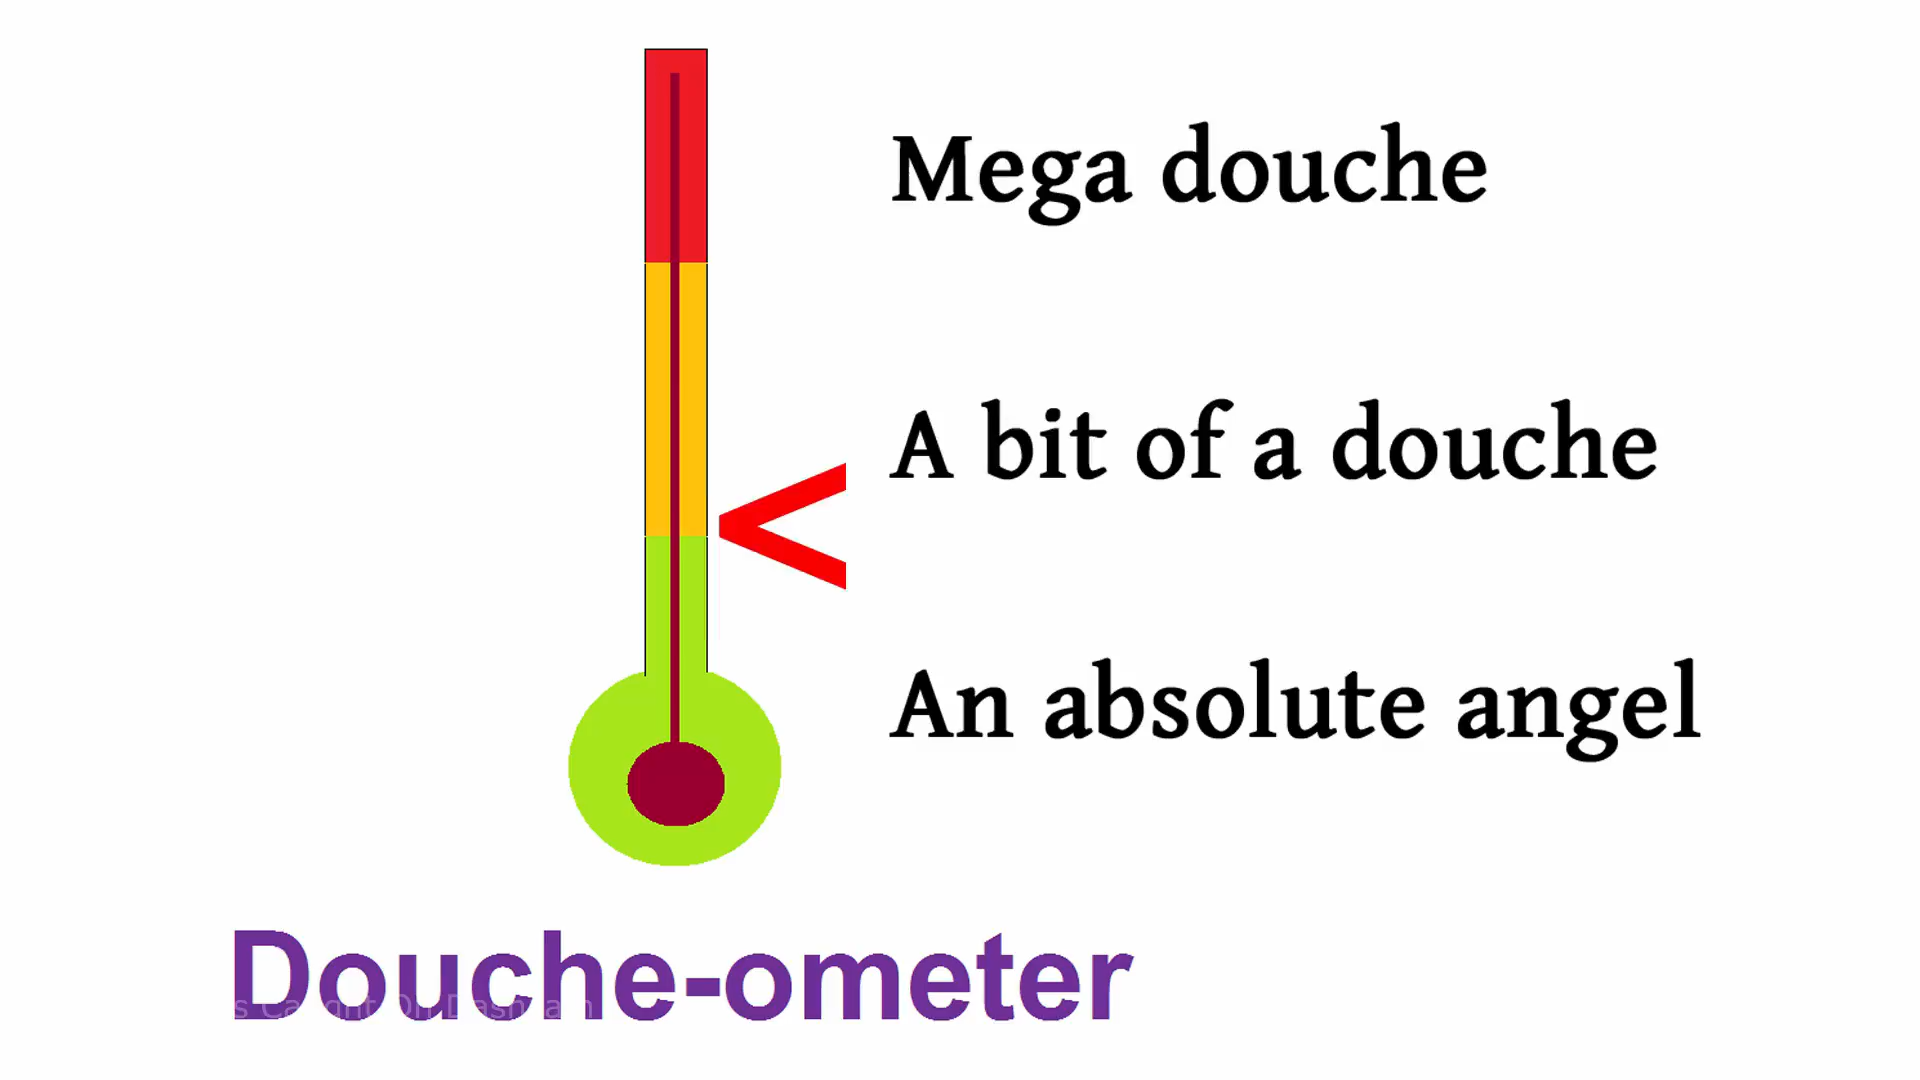 Mega douche
A bit of a douche
An absolute angel
Douche-ometer